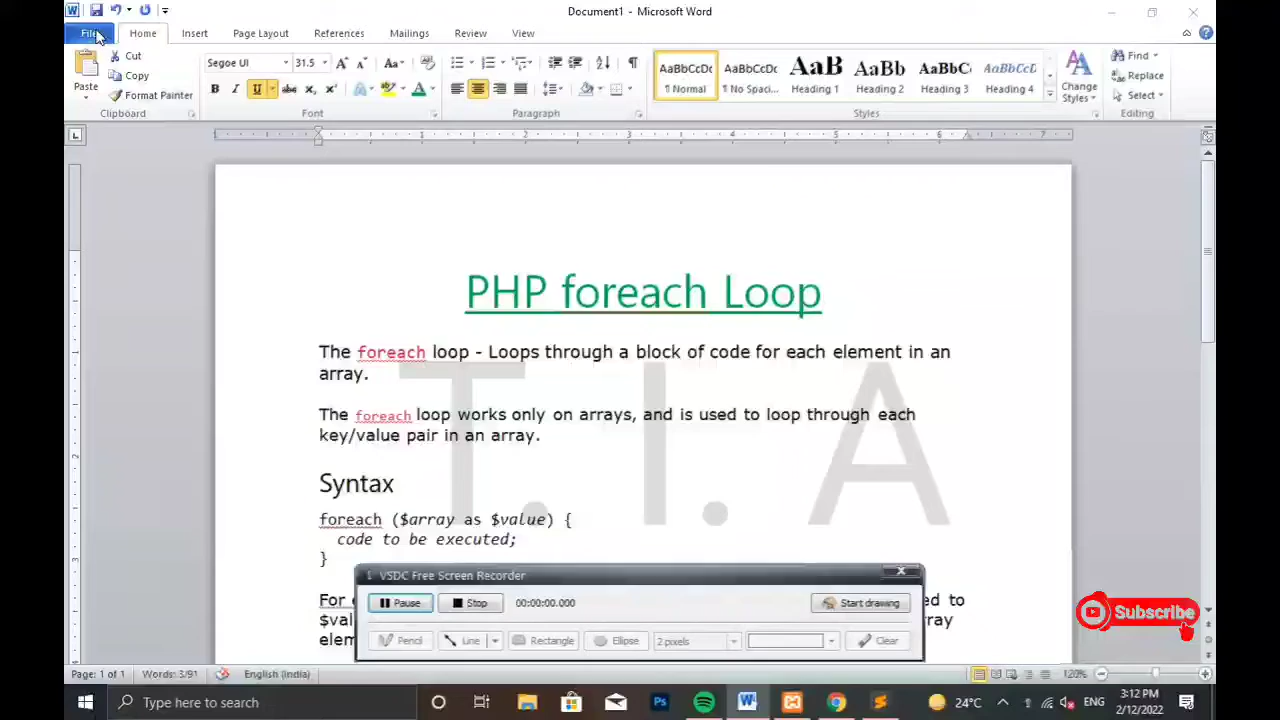 Document1 - Microsoft Word
File Home Insert Page Layout References Mailings Review View
Paste
Cut
Copy
Format Painter
Clipboard
Segoe UI 31.5
Font
Paragraph
AaBbCcDc AaBbCcDc AaB AaBb AaBbC AaBbCcD
¶ Normal ¶ No Spaci... Heading 1 Heading 2 Heading 3 Heading 4
Styles
Change
Styles
Find
Replace
Select
Editing
PHP foreach Loop
The foreach loop - Loops through a block of code for each element in an
array.
The foreach loop works only on arrays, and is used to loop through each
key/value pair in an array.
T. I. A
Syntax
foreach ($array as $value) {
code to be executed;
}
VSDC Free Screen Recorder
Pause Stop 00:00:00.000 Start drawing
Pencil Line Rectangle Ellipse 2 pixels Clear
Subscribe
Page: 1 of 1 Words: 3/91 English (India) 120%
Type here to search
24°C ENG
3:12 PM
2/12/2022